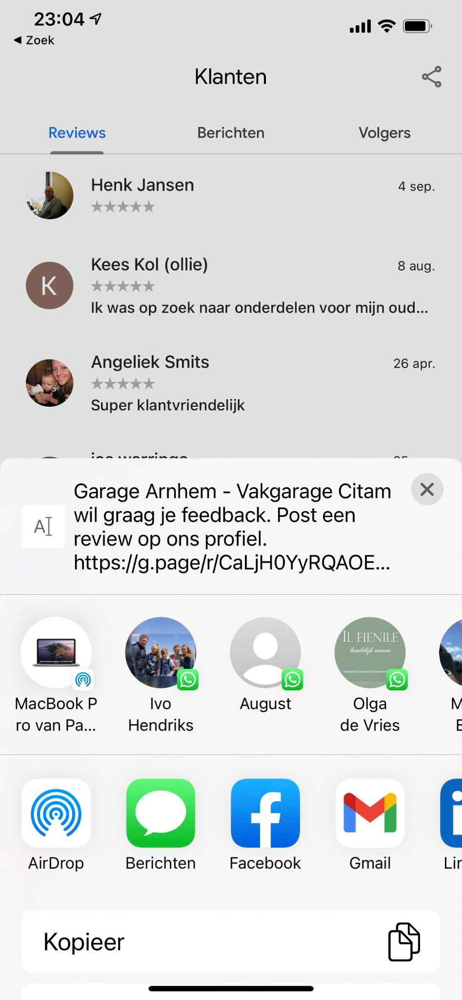 23:04
Zoek
Klanten
Reviews
Berichten
Volgers
Henk Jansen
4 sep.
Kees Kol (ollie)
8 aug.
K
Ik was op zoek naar onderdelen voor mijn oud...
Angeliek Smits
26 apr.
Super klantvriendelijk
Garage Arnhem - Vakgarage Citam
wil graag je feedback. Post een
review op ons profiel.
https://g.page/r/CaLjH0YyRQAOE...
A
IL FIENILE
landelijk wonen
MacBook P
ro van Pa...
Ivo
Hendriks
August
Olga
de Vries
M
E
AirDrop
Berichten
Facebook
Gmail
Lin
Kopieer